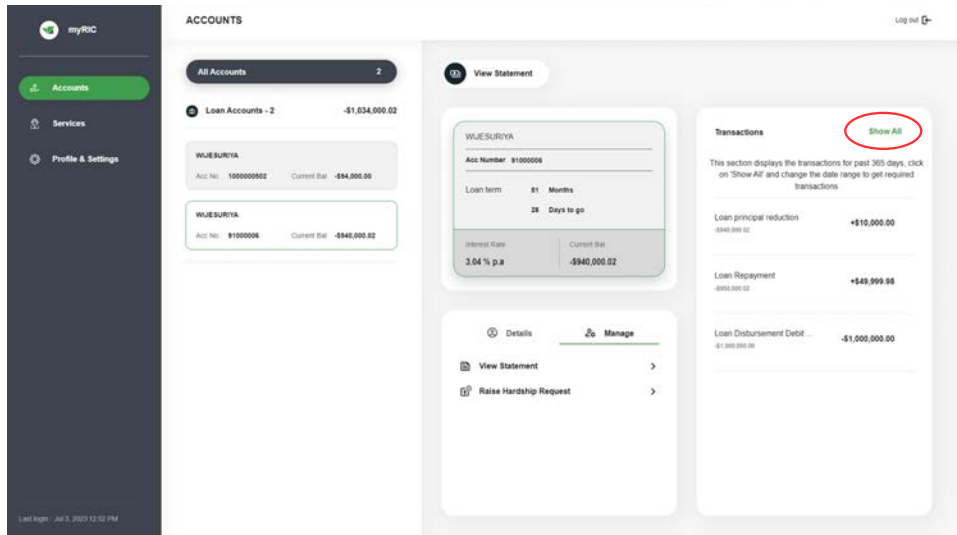 myRIC
Accounts
Services
Profile & Settings
Last login : Jul 3, 2023 12:52 PM
ACCOUNTS
Log out
All Accounts 2
Loan Accounts - 2 -$1,034,000.02
WIJESURIYA
Acc No. 1000000502 Current Bal -$94,000.00
WIJESURIYA
Acc No. 91000006 Current Bal -$940,000.02
View Statement
WIJESURIYA
Acc Number 91000006
Loan term 51 Months
28 Days to go
Interest Rate Current Bal
3.04 % p.a -$940,000.02
Details Manage
View Statement
Raise Hardship Request
Transactions Show All
This section displays the transactions for past 365 days, click
on 'Show All' and change the date range to get required
transactions
Loan principal reduction +$10,000.00
-$940,000.02
Loan Repayment +$49,999.98
-$950,000.02
Loan Disbursement Debit ... -$1,000,000.00
-$1,000,000.00